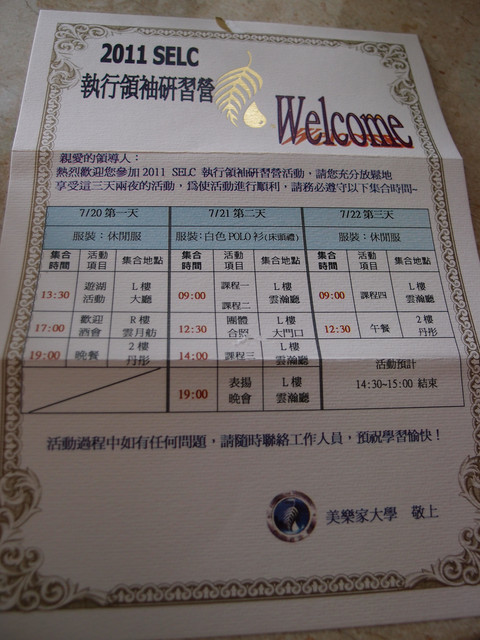 2011 SELC
執行領袖研習營
Welcome
親愛的領導人：
熱烈歡迎您參加 2011 SELC 執行領袖研習營活動，請您充分放鬆地
享受這三天兩夜的活動，為使活動進行順利，請務必遵守以下集合時間~
7/20 第一天 7/21 第二天 7/22 第三天
服裝：休閒服 服裝：白色 POLO 衫(床頭禮) 服裝：休閒服
集合時間 活動項目 集合地點 集合時間 活動項目 集合地點 集合時間 活動項目 集合地點
13:30 遊湖活動 L 樓大廳 09:00 課程一 課程二 L 樓雲瀚廳 09:00 課程四 L 樓雲瀚廳
17:00 歡迎酒會 R 樓雲月舫 12:30 團體合照 L 樓大門口 12:30 午餐 2 樓丹彤
19:00 晚餐 2 樓丹彤 14:00 課程三 L 樓雲瀚廳 活動預計
14:30~15:00 結束
19:00 表揚晚會 L 樓雲瀚廳
活動過程中如有任何問題，請隨時聯絡工作人員，預祝學習愉快！
美樂家大學 敬上